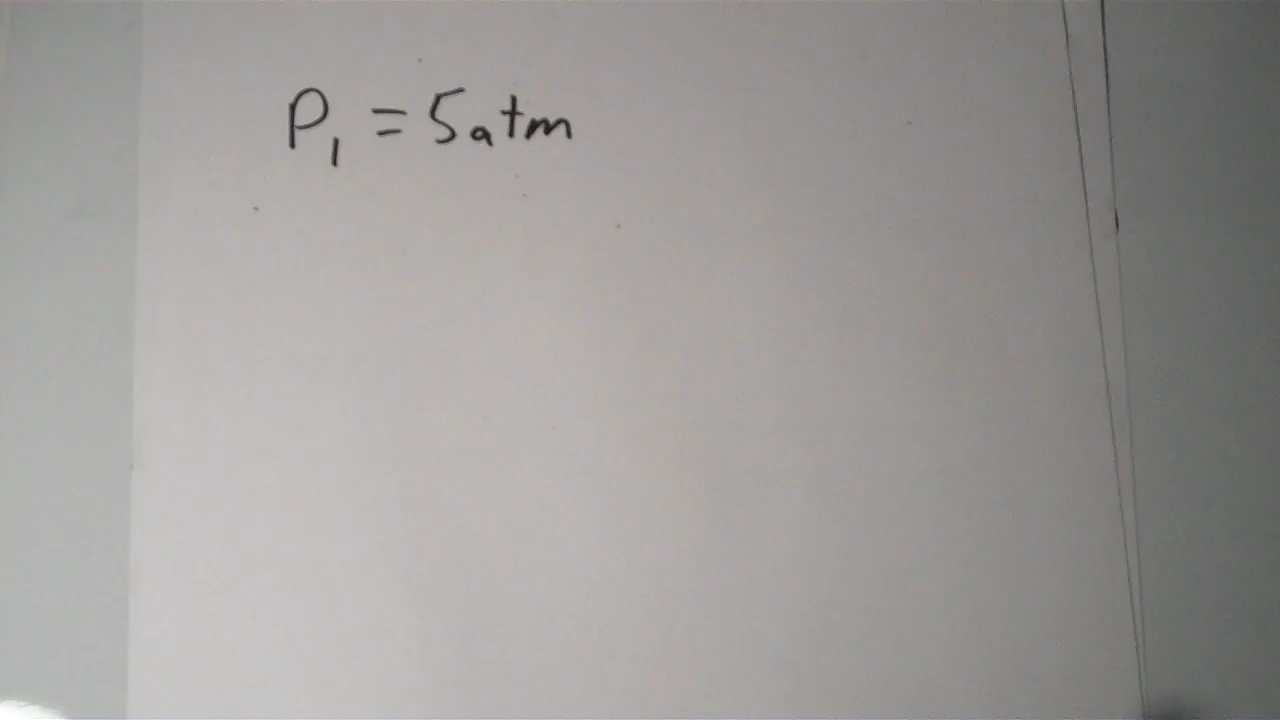 P₁ = 5atm